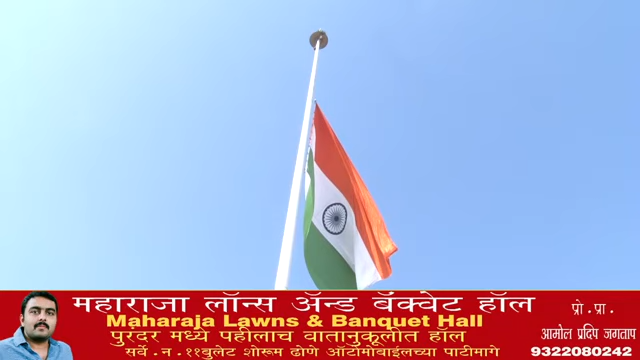 महाराजा लॉन्स ॲन्ड बॅंक्वेट हॉल
Maharaja Lawns & Banquet Hall
पुरंदर मध्ये पहीलाच वातानुकूलीत हॉल
सर्वे.न.११बुलेट शोरूम ढोणे ऑटोमोबाईलच्या पाटीमागे
प्रो.प्रा.
आमोल प्रदिप जगताप
9322080242